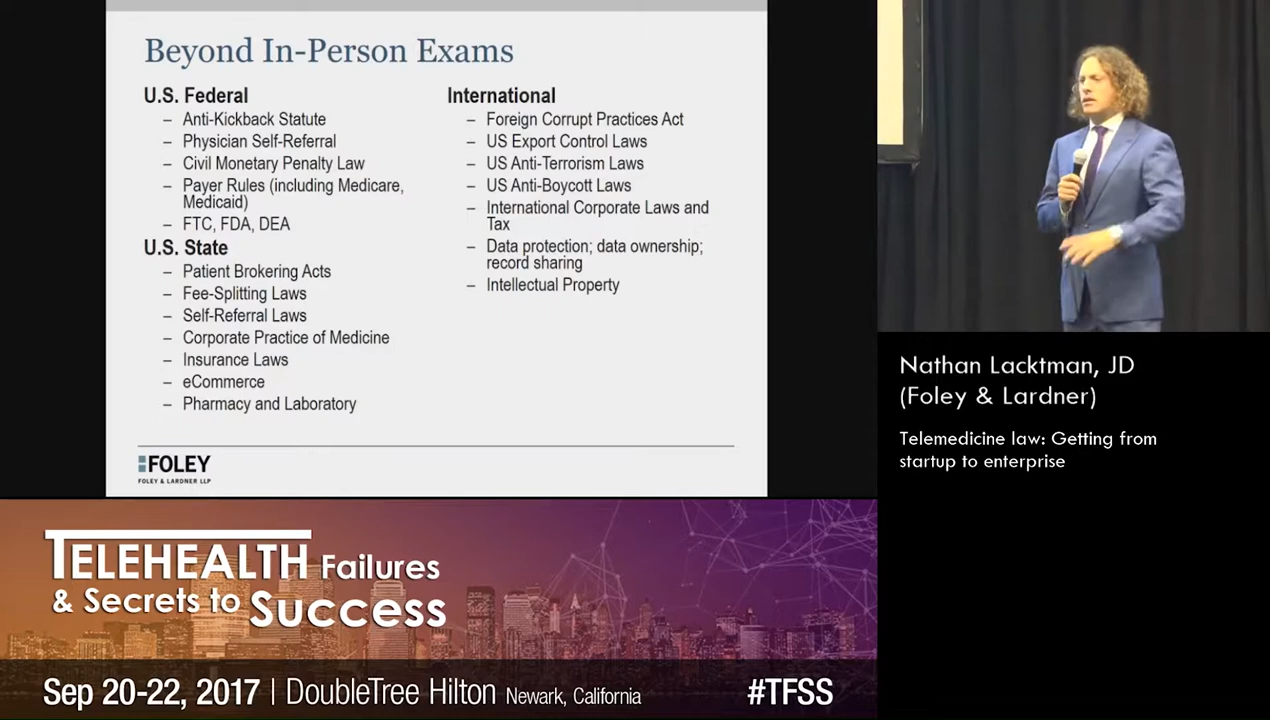 Beyond In-Person Exams
U.S. Federal
– Anti-Kickback Statute
– Physician Self-Referral
– Civil Monetary Penalty Law
– Payer Rules (including Medicare,
Medicaid)
– FTC, FDA, DEA
U.S. State
– Patient Brokering Acts
– Fee-Splitting Laws
– Self-Referral Laws
– Corporate Practice of Medicine
– Insurance Laws
– eCommerce
– Pharmacy and Laboratory
International
– Foreign Corrupt Practices Act
– US Export Control Laws
– US Anti-Terrorism Laws
– US Anti-Boycott Laws
– International Corporate Laws and
Tax
– Data protection; data ownership;
record sharing
– Intellectual Property
FOLEY
FOLEY & LARDNER LLP
Nathan Lacktman, JD
(Foley & Lardner)
Telemedicine law: Getting from
startup to enterprise
TELEHEALTH Failures
& Secrets to Success
Sep 20-22, 2017 | DoubleTree Hilton Newark, California
#TFSS